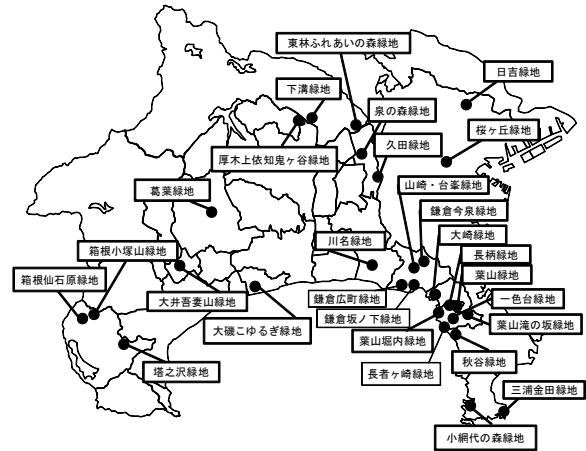 東林ふれあいの森緑地
日吉緑地
下溝緑地
泉の森緑地
桜ヶ丘緑地
久田緑地
厚木上依知鬼ヶ谷緑地
山崎・台峯緑地
葛葉緑地
鎌倉今泉緑地
大崎緑地
川名緑地
箱根小塚山緑地
長柄緑地
葉山緑地
箱根仙石原緑地
大井吾妻山緑地
鎌倉広町緑地
一色台緑地
鎌倉坂ノ下緑地
葉山滝の坂緑地
大磯こゆるぎ緑地
葉山堀内緑地
秋谷緑地
塔之沢緑地
長者ヶ崎緑地
三浦金田緑地
小網代の森緑地